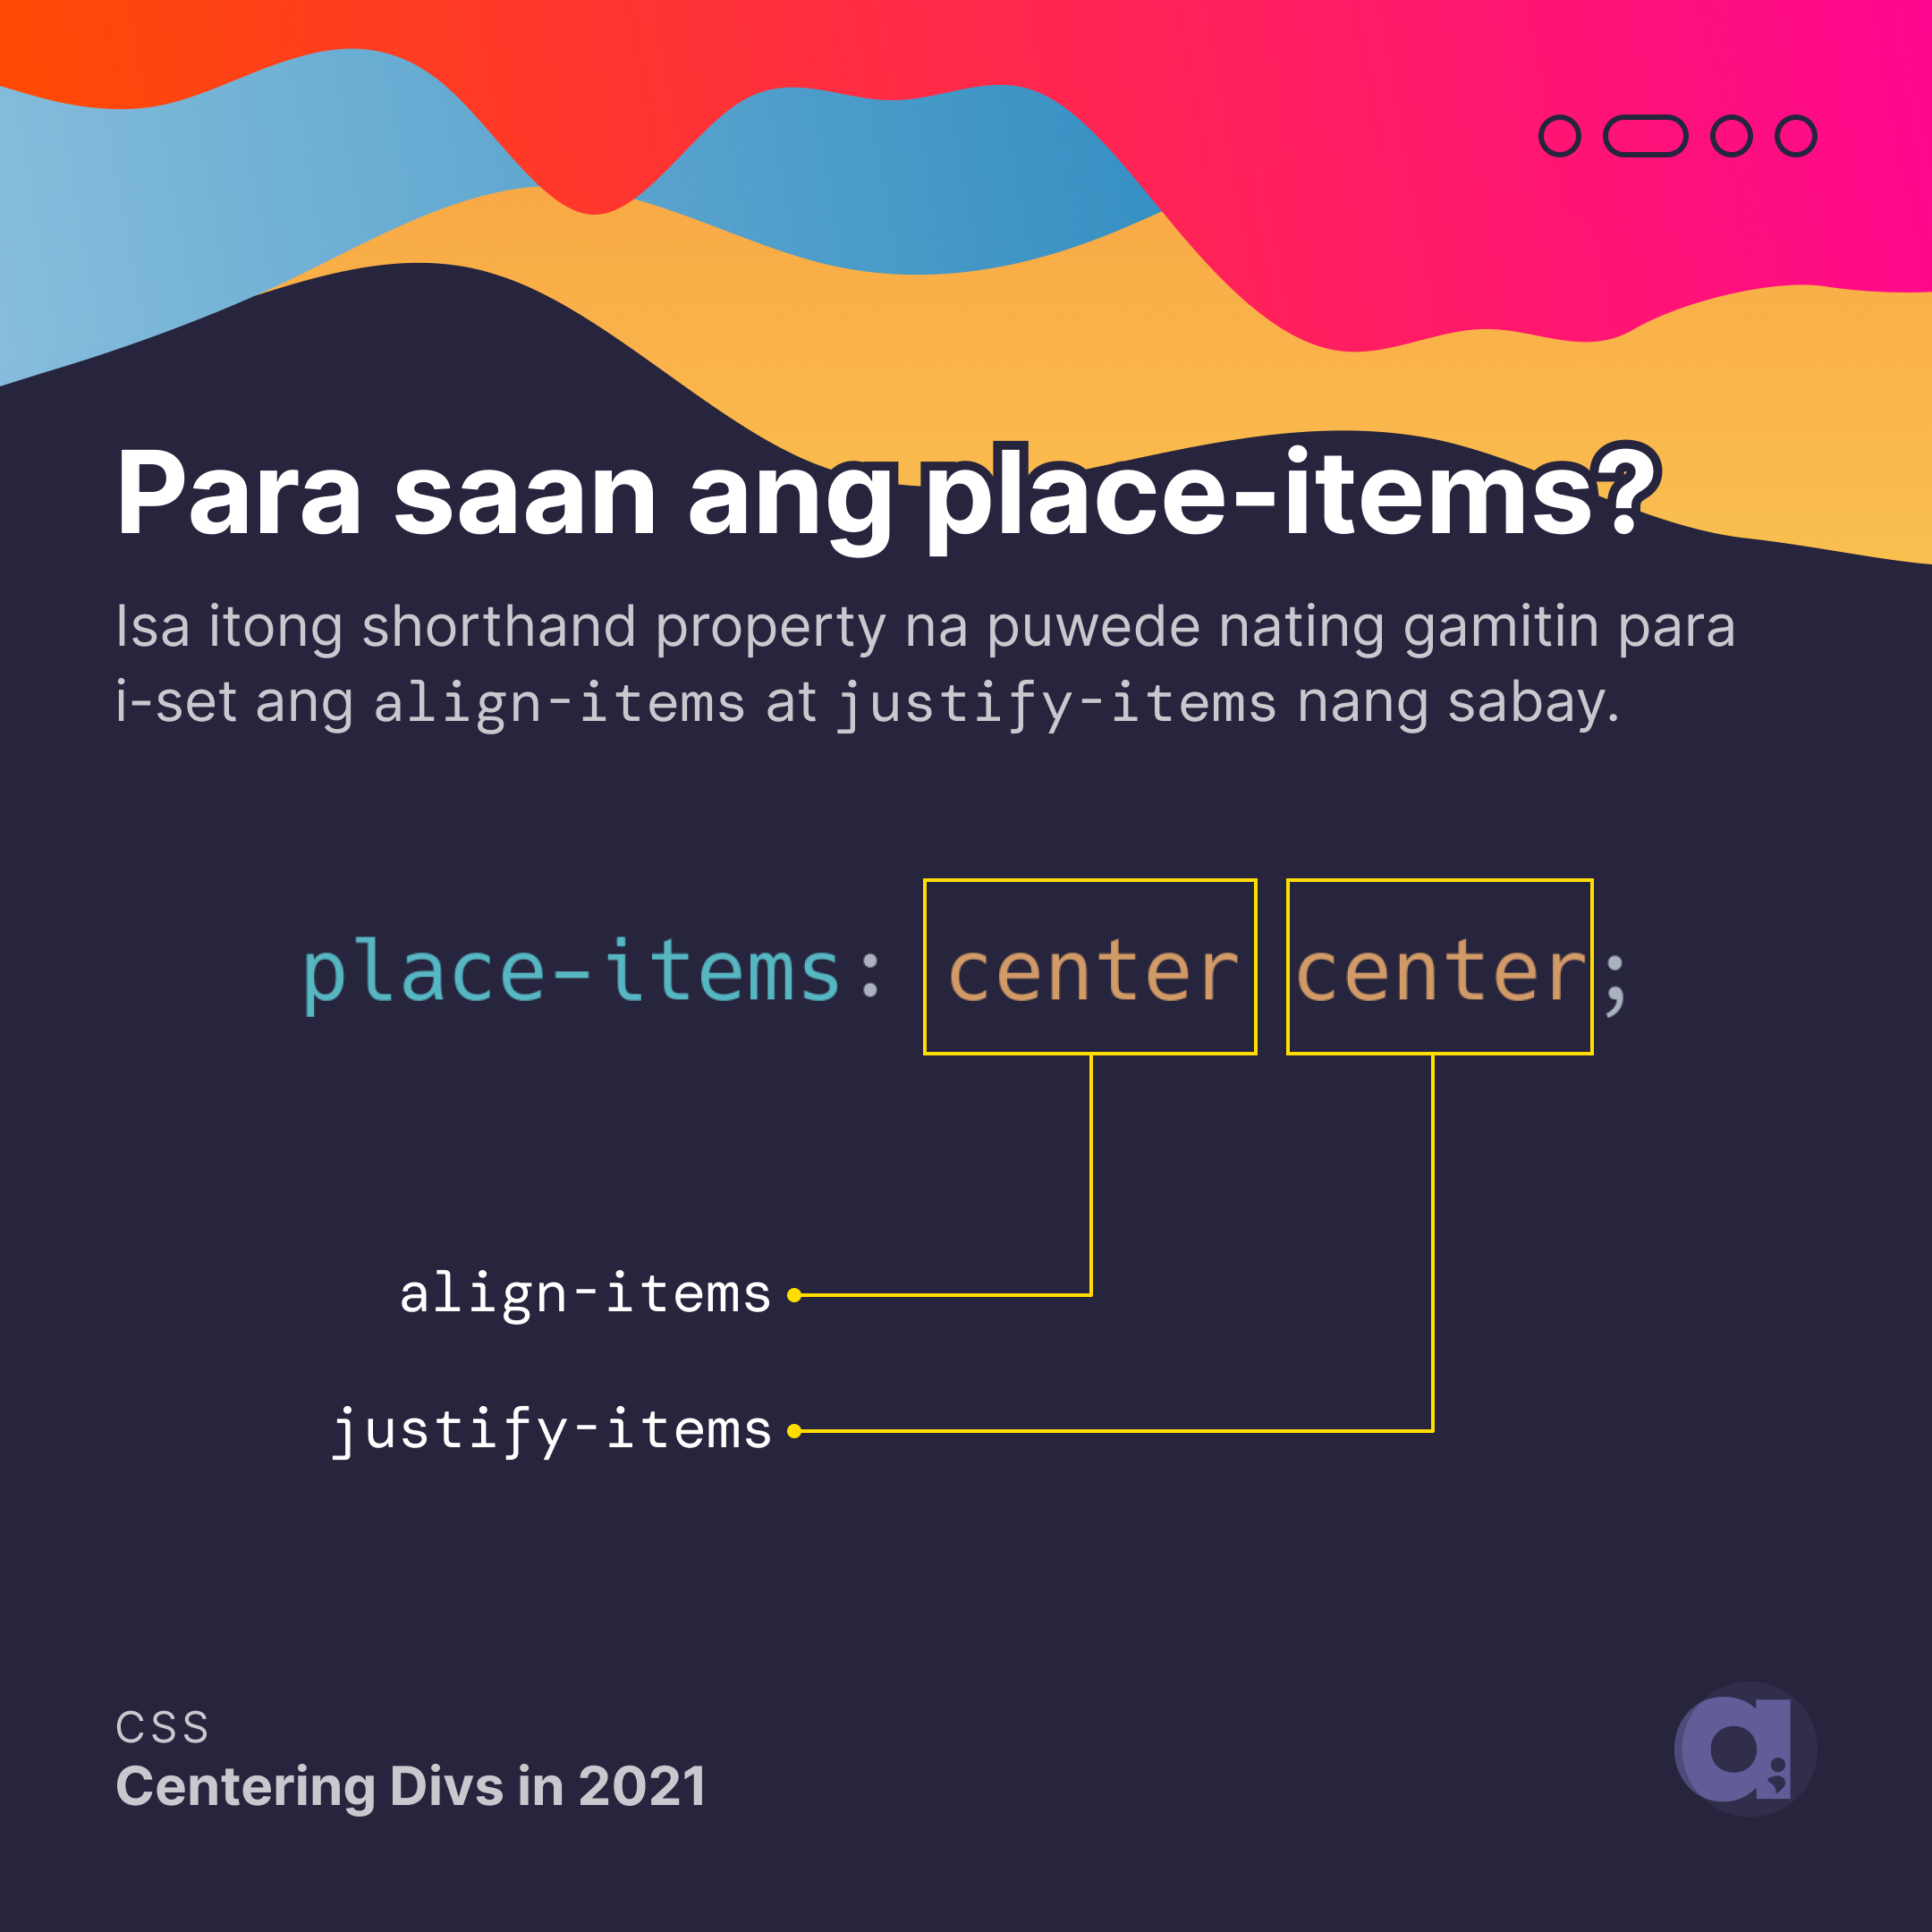 Para saan ang place-items?
Isa itong shorthand property na puwede nating gamitin para
i-set ang align-items at justify-items nang sabay.
place-items: center center;
align-items
justify-items
CSS
Centering Divs in 2021
a;